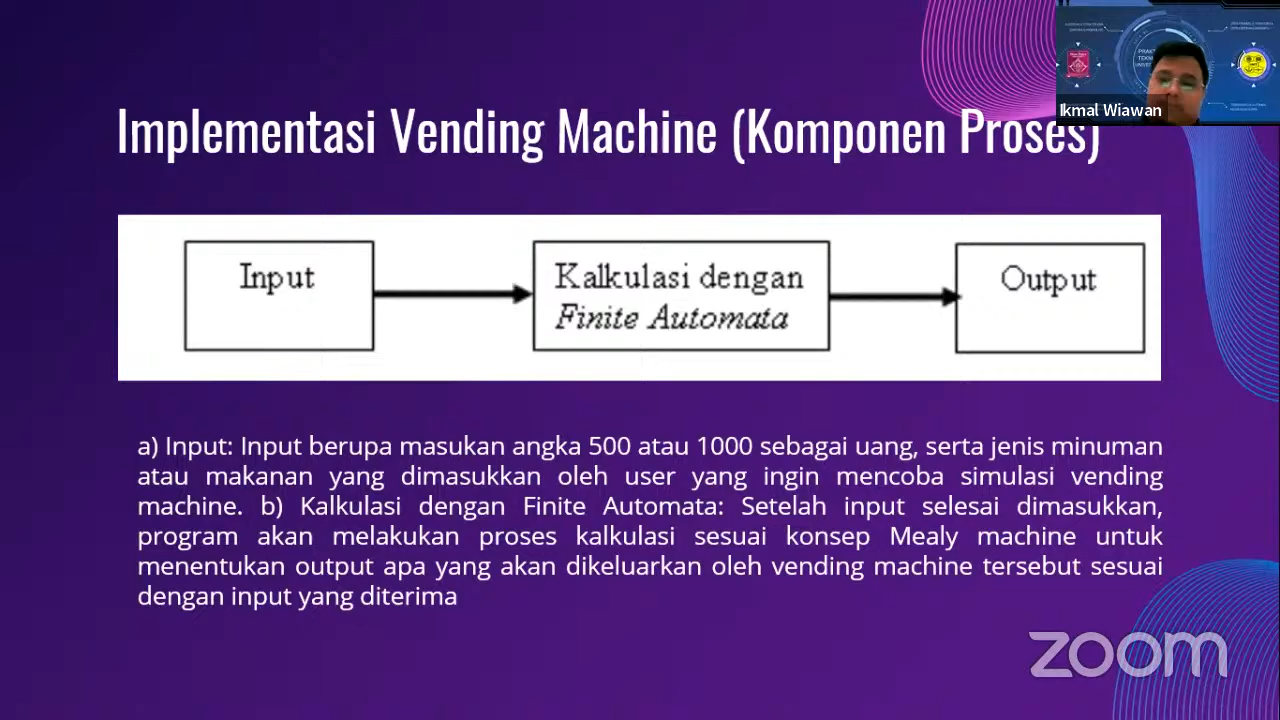 Ikmal Wiawan
Implementasi Vending Machine (Komponen Proses)
Input
Kalkulasi dengan
Finite Automata
Output
a) Input: Input berupa masukan angka 500 atau 1000 sebagai uang, serta jenis minuman
atau makanan yang dimasukkan oleh user yang ingin mencoba simulasi vending
machine. b) Kalkulasi dengan Finite Automata: Setelah input selesai dimasukkan,
program akan melakukan proses kalkulasi sesuai konsep Mealy machine untuk
menentukan output apa yang akan dikeluarkan oleh vending machine tersebut sesuai
dengan input yang diterima
zoom